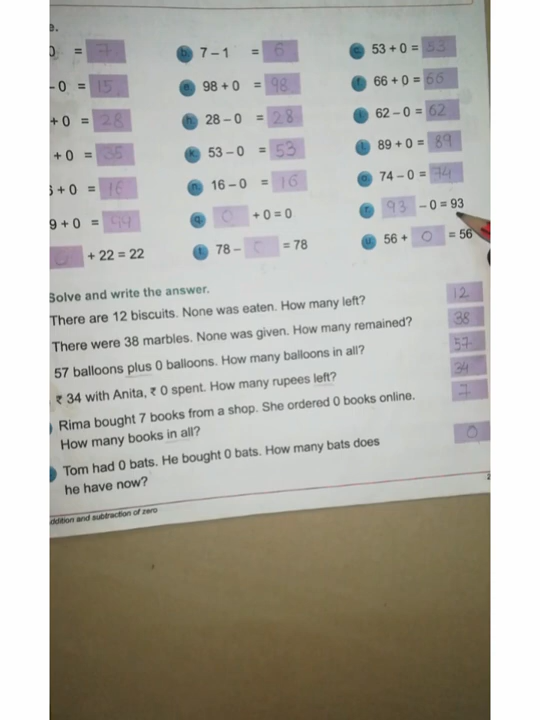 0 = 7 b. 7 – 1 = 6 c. 53 + 0 = 53
– 0 = 15 e. 98 + 0 = 98 f. 66 + 0 = 66
+ 0 = 28 h. 28 – 0 = 28 i. 62 – 0 = 62
+ 0 = 35 k. 53 – 0 = 53 l. 89 + 0 = 89
+ 0 = 16 n. 16 – 0 = 16 o. 74 – 0 = 74
9 + 0 = q. 0 + 0 = 0 r. 93 – 0 = 93
0 + 22 = 22 t. 78 – 0 = 78 u. 56 + 0 = 56
Solve and write the answer.
There are 12 biscuits. None was eaten. How many left? 12
There were 38 marbles. None was given. How many remained? 38
57 balloons plus 0 balloons. How many balloons in all? 57
₹ 34 with Anita, ₹ 0 spent. How many rupees left? 34
Rima bought 7 books from a shop. She ordered 0 books online. 7
How many books in all?
Tom had 0 bats. He bought 0 bats. How many bats does 0
he have now?
ddition and subtraction of zero